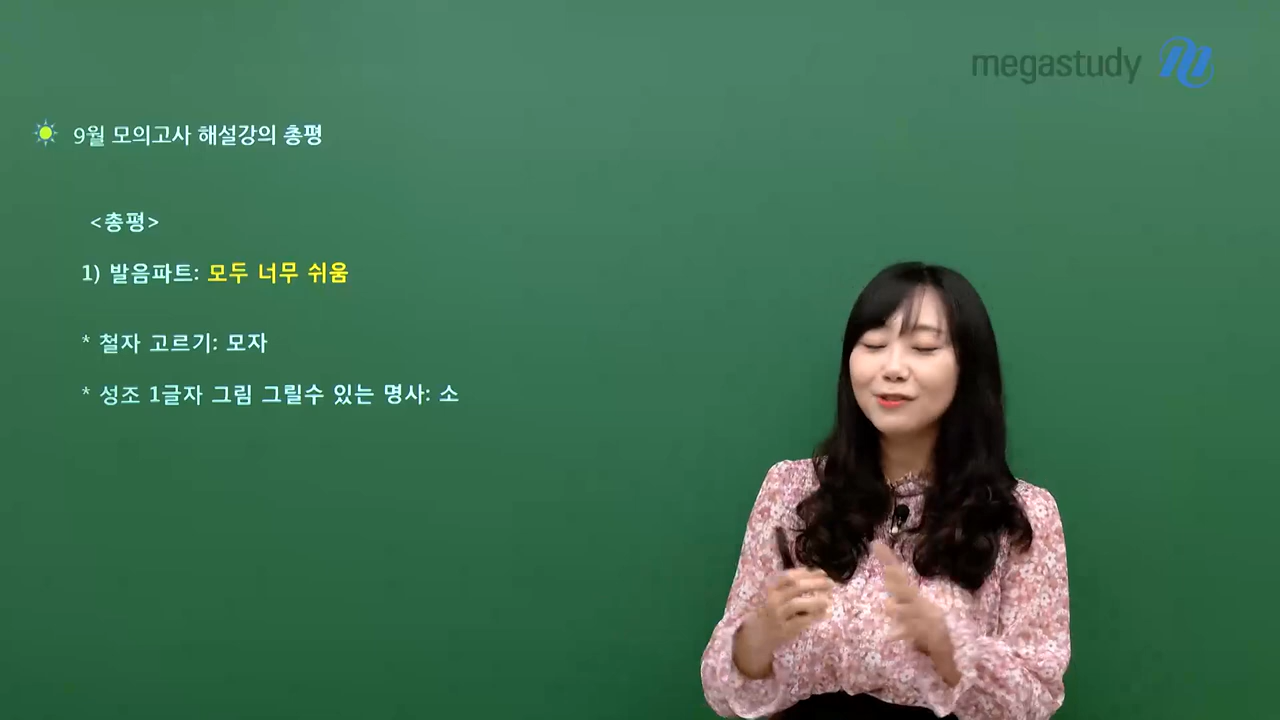 megastudy
9월 모의고사 해설강의 총평
<총평>
1) 발음파트: 모두 너무 쉬움
* 철자 고르기: 모자
* 성조 1글자 그림 그릴수 있는 명사: 소